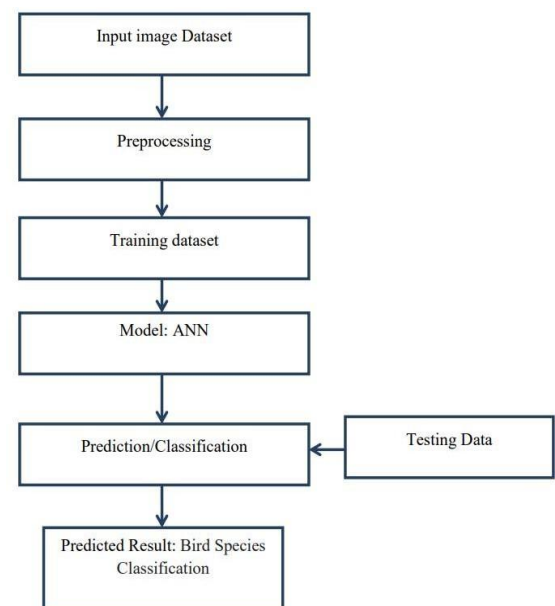 Input image Dataset
Preprocessing
Training dataset
Model: ANN
Prediction/Classification
Testing Data
Predicted Result: Bird Species
Classification